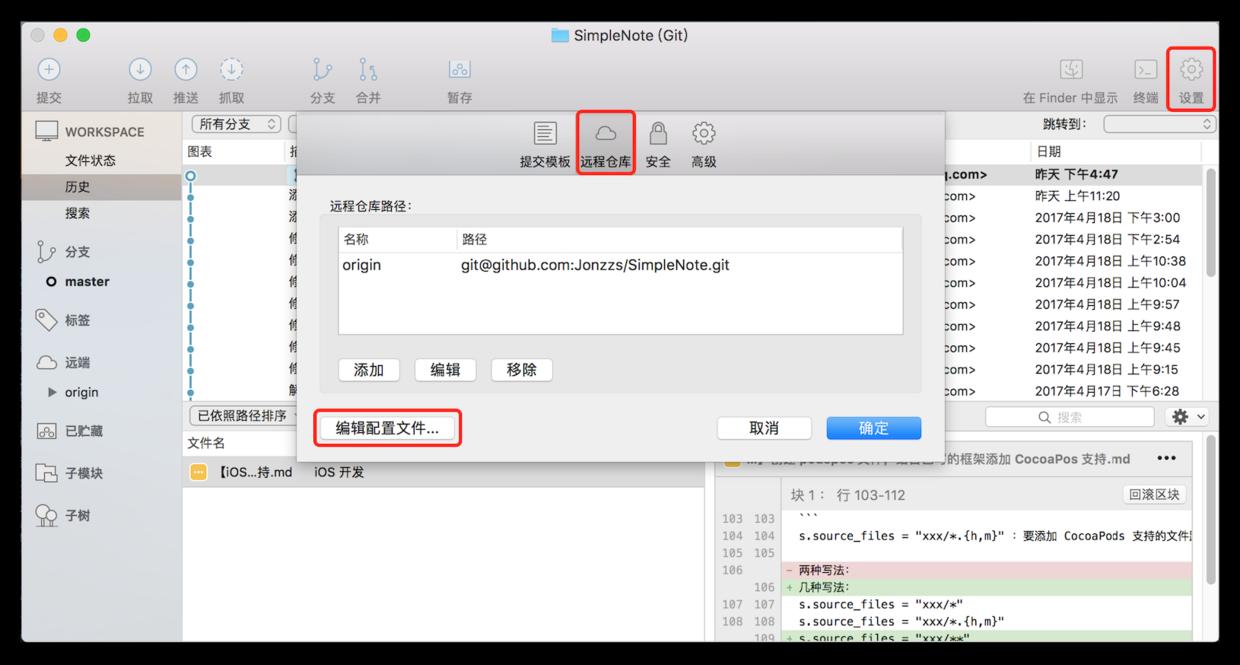 SimpleNote (Git)
提交
拉取
推送
抓取
分支
合并
暂存
在 Finder 中显示
终端
设置
WORKSPACE
文件状态
历史
搜索
分支
master
标签
远端
origin
已贮藏
子模块
子树
所有分支
跳转到：
图表
日期
提交模板
远程仓库
安全
高级
远程仓库路径：
名称
路径
origin
git@github.com:Jonzzs/SimpleNote.git
添加
编辑
移除
编辑配置文件...
取消
确定
.com>
昨天 下午4:47
com>
昨天 上午11:20
com>
2017年4月18日 下午3:00
com>
2017年4月18日 下午2:54
com>
2017年4月18日 上午10:38
com>
2017年4月18日 上午10:04
com>
2017年4月18日 上午9:57
com>
2017年4月18日 上午9:48
com>
2017年4月18日 上午9:45
com>
2017年4月18日 上午9:15
com>
2017年4月17日 下午6:28
已依照路径排序
搜索
文件名
【iOS...持.md
iOS 开发
的框架添加 CocoaPos 支持.md
块 1： 行 103-112
回滚区块
103 103 ```
104 104 s.source_files = "xxx/*.{h,m}" : 要添加 CocoaPods 支持的文件
105 105
106 - 两种写法:
106 + 几种写法:
107 107 s.source_files = "xxx/*"
108 108 s.source_files = "xxx/*.{h,m}"
109 + s.source_files = "xxx/**"